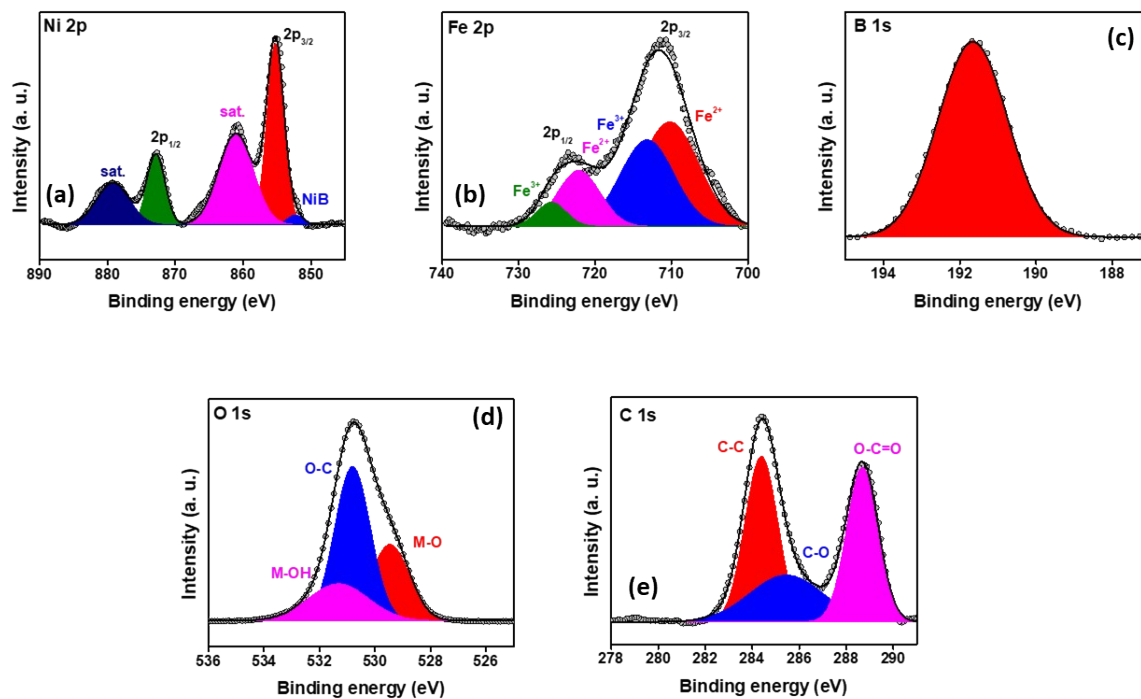 Ni 2p
2p3/2
sat.
2p1/2
sat.
NiB
(a)
Intensity (a. u.)
890 880 870 860 850
Binding energy (eV)
Fe 2p
2p3/2
Fe3+
Fe2+
2p1/2
Fe2+
Fe3+
(b)
Intensity (a. u.)
740 730 720 710 700
Binding energy (eV)
B 1s
(c)
Intensity (a. u.)
194 192 190 188
Binding energy (eV)
O 1s
(d)
O-C
M-O
M-OH
Intensity (a. u.)
536 534 532 530 528 526
Binding energy (eV)
C 1s
C-C
O-C=O
C-O
(e)
Intensity (a. u.)
278 280 282 284 286 288 290
Binding energy (eV)